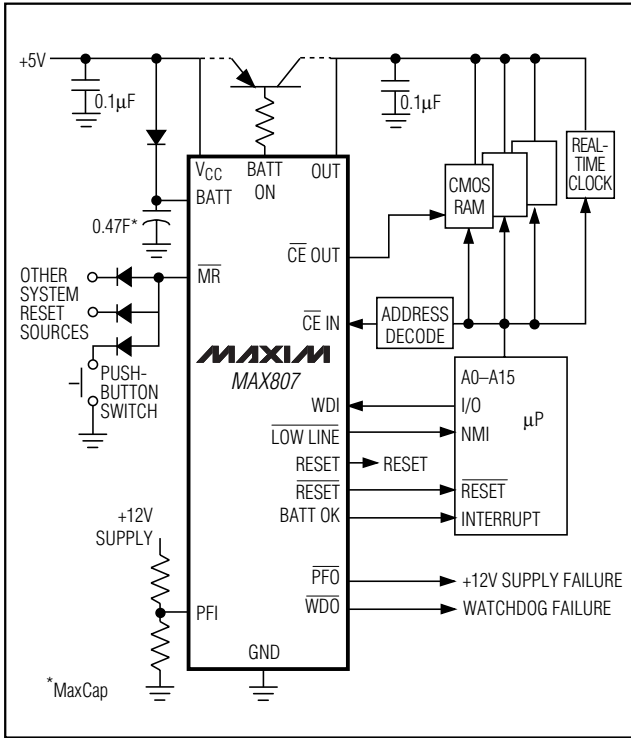 +5V
0.1µF
0.1µF
REAL-
TIME
CLOCK
VCC
BATT
ON
OUT
CMOS
RAM
BATT
0.47F*
CE OUT
OTHER
SYSTEM
RESET
SOURCES
MR
CE IN
ADDRESS
DECODE
MAXIM
MAX807
PUSH-
BUTTON
SWITCH
A0–A15
WDI
I/O
µP
LOW LINE
NMI
RESET
RESET
RESET
RESET
BATT OK
INTERRUPT
+12V
SUPPLY
PFO
+12V SUPPLY FAILURE
PFI
WDO
WATCHDOG FAILURE
GND
*MaxCap